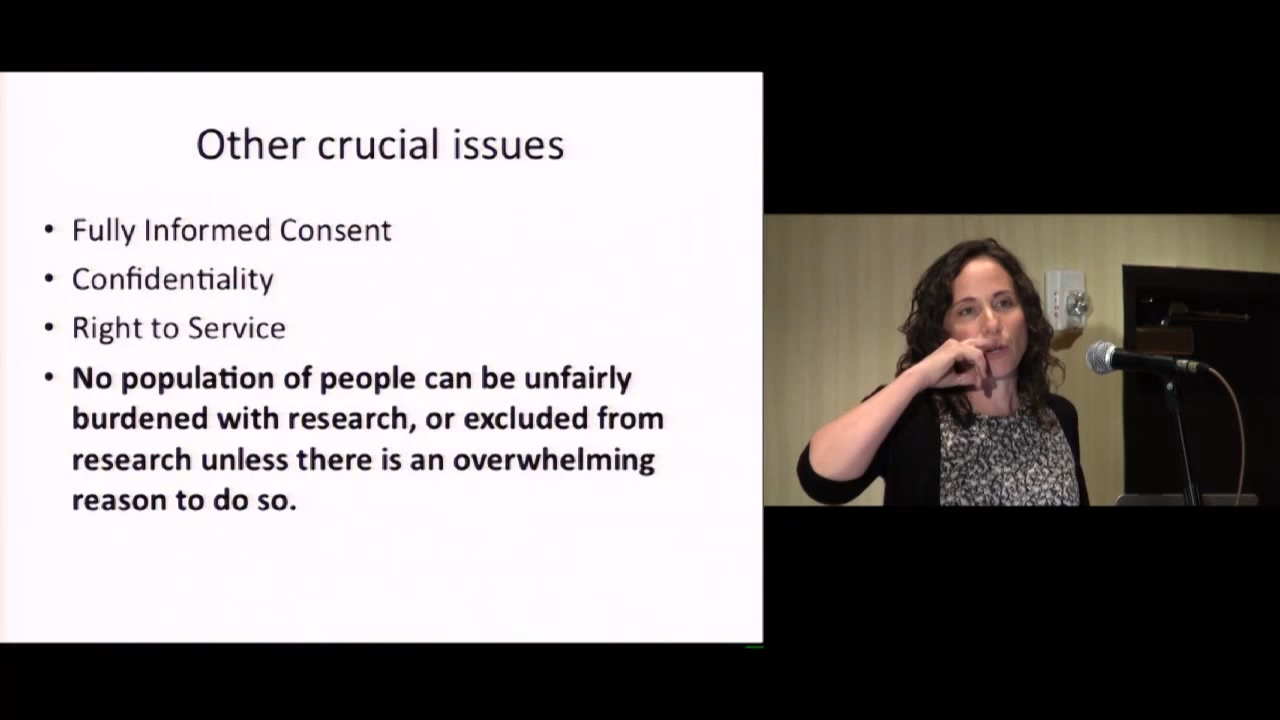 Other crucial issues
• Fully Informed Consent
• Confidentiality
• Right to Service
• No population of people can be unfairly
burdened with research, or excluded from
research unless there is an overwhelming
reason to do so.